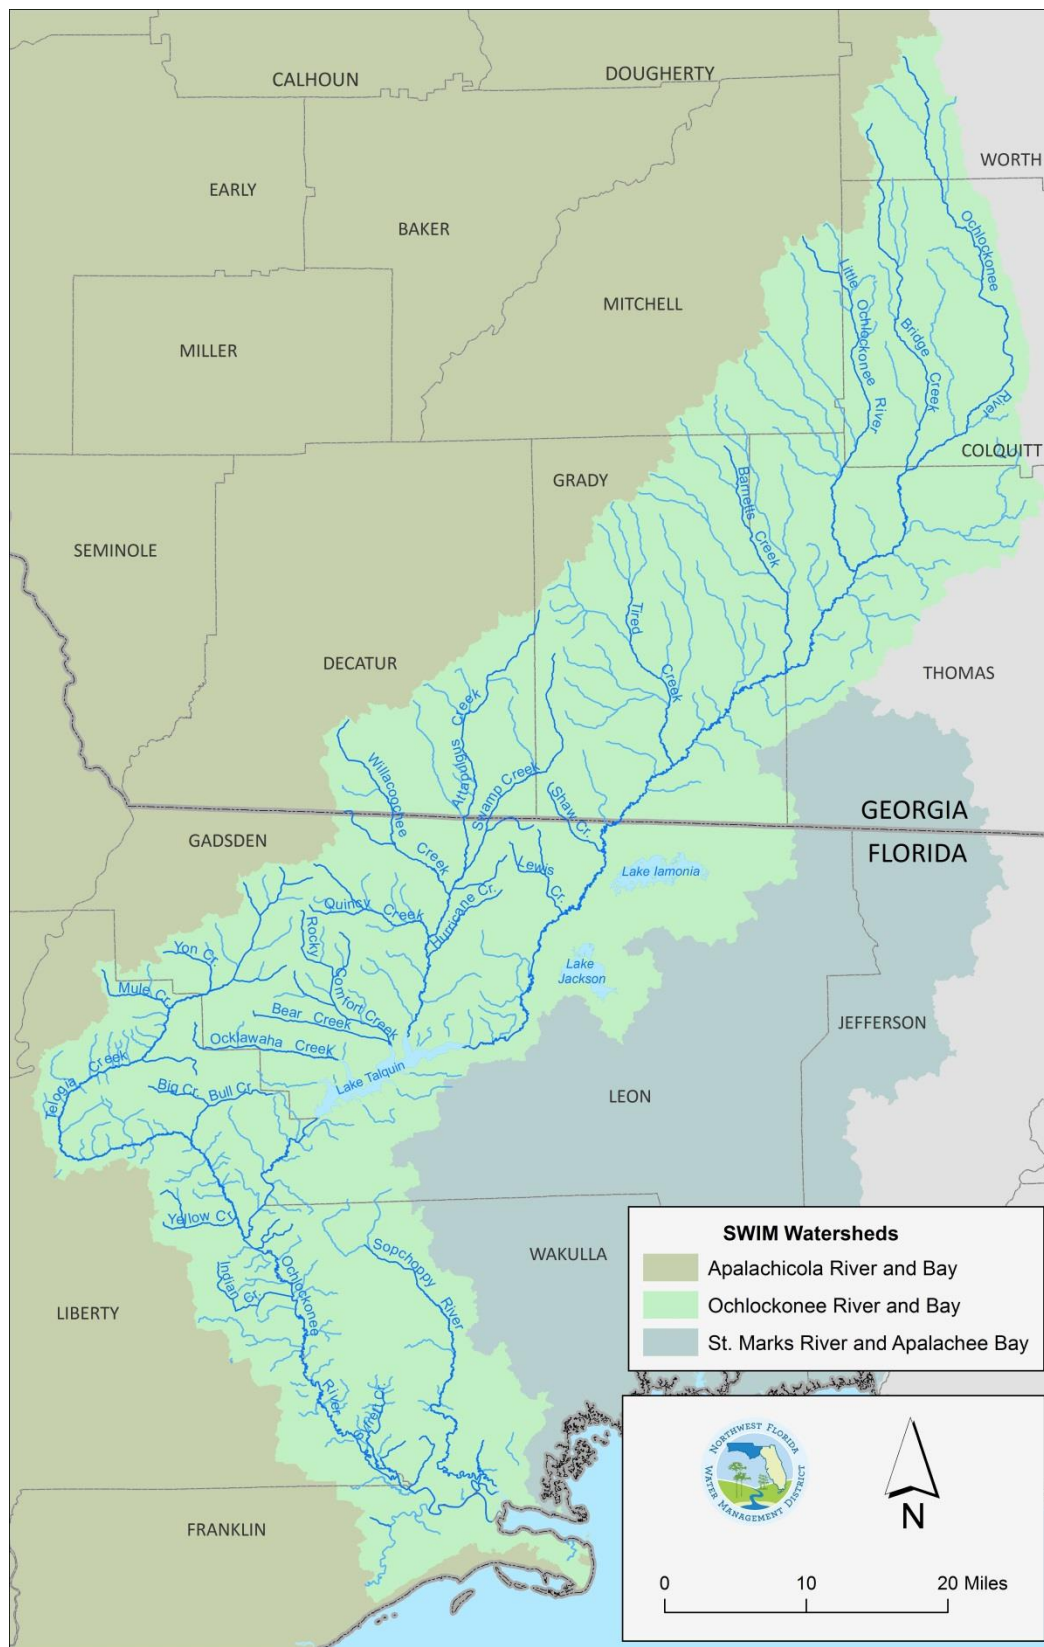 CALHOUN
DOUGHERTY
WORTH
EARLY
BAKER
Ochlockonee
Little Ochlockonee River
MITCHELL
MILLER
Bridge Creek
River
COLQUITT
GRADY
Barnetts Creek
SEMINOLE
Tired Creek
DECATUR
THOMAS
Attapulgus Creek
Willacoochee Creek
Swamp Creek
Shaw Cr.
GEORGIA
FLORIDA
GADSDEN
Lake Iamonia
Lewis Cr.
Hurricane Cr.
Quincy Creek
Rocky Comfort Creek
Yon Cr.
Lake
Jackson
Mule Cr.
Bear Creek
Ocklawaha Creek
JEFFERSON
Telogia Creek
Lake Talquin
Big Cr.
Bull Cr.
LEON
Yellow Cr.
Sopchoppy River
WAKULLA
Indian Cr.
Ochlockonee River
LIBERTY
FRANKLIN
SWIM Watersheds
Apalachicola River and Bay
Ochlockonee River and Bay
St. Marks River and Apalachee Bay
NORTHWEST FLORIDA
WATER MANAGEMENT DISTRICT
N
0 10 20 Miles